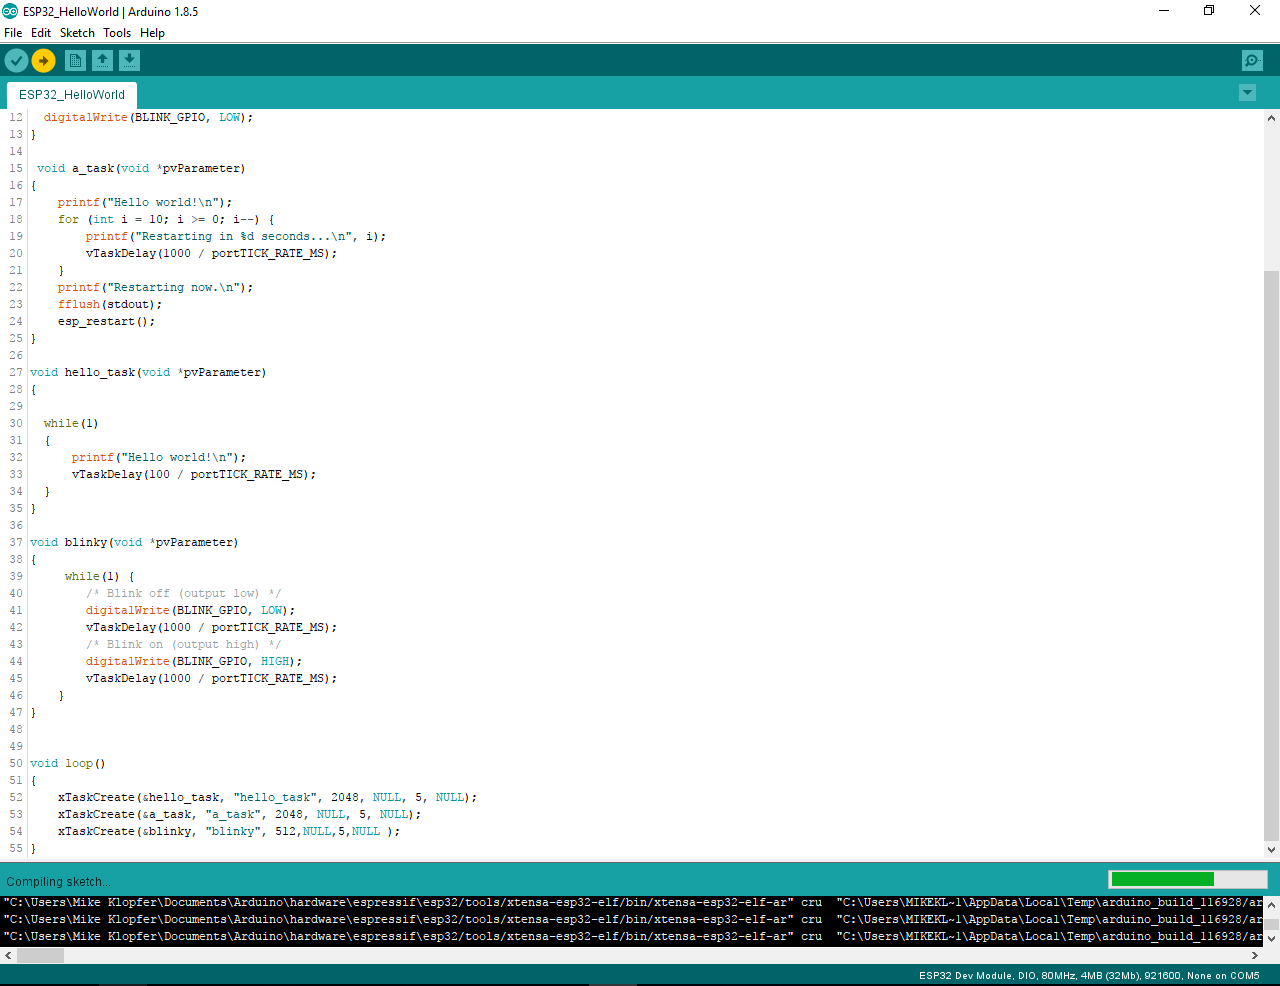 ESP32_HelloWorld | Arduino 1.8.5
File Edit Sketch Tools Help
ESP32_HelloWorld
12   digitalWrite(BLINK_GPIO, LOW);
13 }
14
15  void a_task(void *pvParameter)
16 {
17     printf("Hello world!\n");
18     for (int i = 10; i >= 0; i--) {
19         printf("Restarting in %d seconds...\n", i);
20         vTaskDelay(1000 / portTICK_RATE_MS);
21     }
22     printf("Restarting now.\n");
23     fflush(stdout);
24     esp_restart();
25 }
26
27 void hello_task(void *pvParameter)
28 {
29
30   while(1)
31   {
32       printf("Hello world!\n");
33       vTaskDelay(100 / portTICK_RATE_MS);
34   }
35 }
36
37 void blinky(void *pvParameter)
38 {
39      while(1) {
40         /* Blink off (output low) */
41         digitalWrite(BLINK_GPIO, LOW);
42         vTaskDelay(1000 / portTICK_RATE_MS);
43         /* Blink on (output high) */
44         digitalWrite(BLINK_GPIO, HIGH);
45         vTaskDelay(1000 / portTICK_RATE_MS);
46     }
47 }
48
49
50 void loop()
51 {
52     xTaskCreate(&hello_task, "hello_task", 2048, NULL, 5, NULL);
53     xTaskCreate(&a_task, "a_task", 2048, NULL, 5, NULL);
54     xTaskCreate(&blinky, "blinky", 512,NULL,5,NULL );
55 }
Compiling sketch...
"C:\Users\Mike Klopfer\Documents\Arduino\hardware\espressif\esp32/tools/xtensa-esp32-elf/bin/xtensa-esp32-elf-ar" cru  "C:\Users\MIKEKL~1\AppData\Local\Temp\arduino_build_116928/ar
"C:\Users\Mike Klopfer\Documents\Arduino\hardware\espressif\esp32/tools/xtensa-esp32-elf/bin/xtensa-esp32-elf-ar" cru  "C:\Users\MIKEKL~1\AppData\Local\Temp\arduino_build_116928/ar
"C:\Users\Mike Klopfer\Documents\Arduino\hardware\espressif\esp32/tools/xtensa-esp32-elf/bin/xtensa-esp32-elf-ar" cru  "C:\Users\MIKEKL~1\AppData\Local\Temp\arduino_build_116928/ar
ESP32 Dev Module, DIO, 80MHz, 4MB (32Mb), 921600, None on COM5